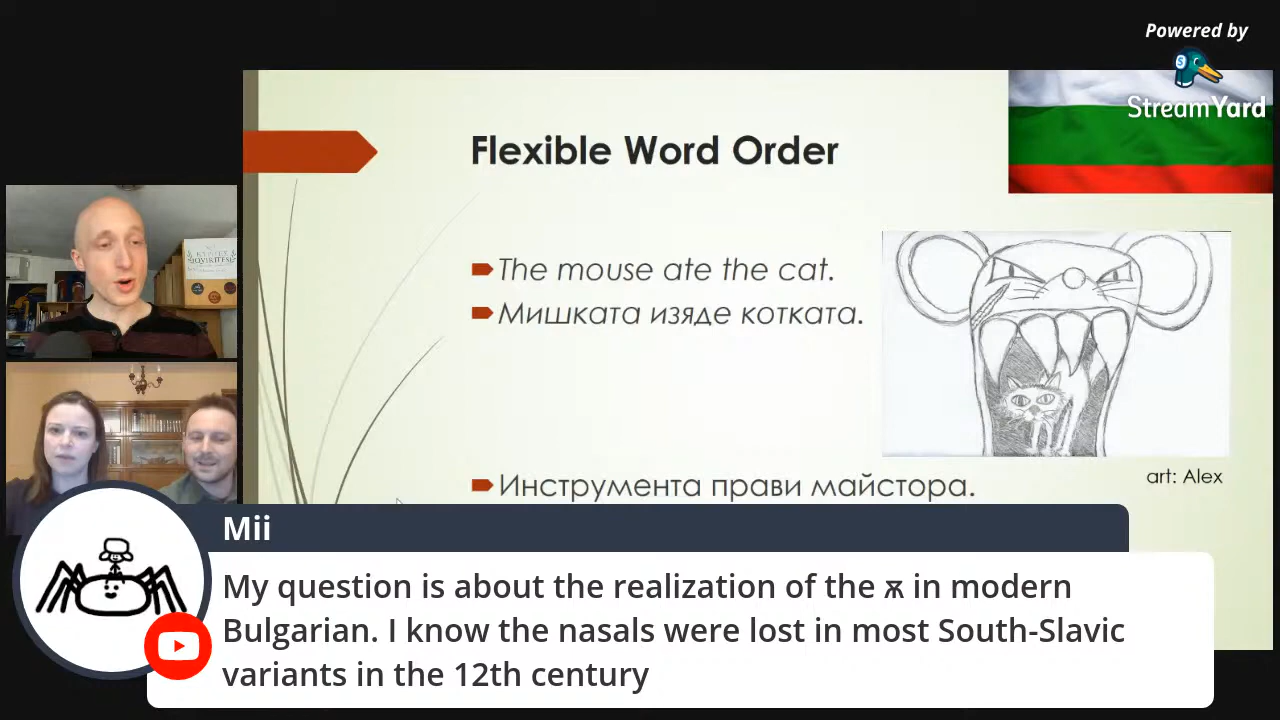 Powered by
StreamYard
Flexible Word Order
The mouse ate the cat.
Мишката изяде котката.
art: Alex
Инструмента прави майстора.
Mii
My question is about the realization of the ѫ in modern
Bulgarian. I know the nasals were lost in most South-Slavic
variants in the 12th century